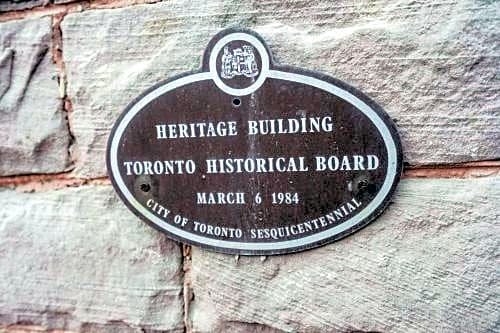 HERITAGE BUILDING
TORONTO HISTORICAL BOARD
MARCH 6 1984
CITY OF TORONTO SESQUICENTENNIAL